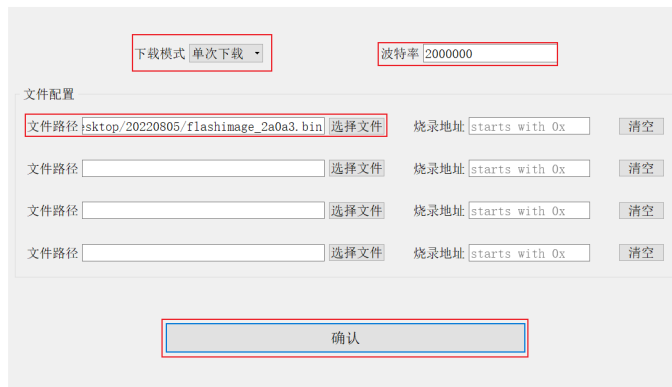 下载模式 单次下载 波特率 2000000
文件配置
文件路径 esktop/20220805/flashimage_2a0a3.bin 选择文件 烧录地址 starts with 0x 清空
文件路径 选择文件 烧录地址 starts with 0x 清空
文件路径 选择文件 烧录地址 starts with 0x 清空
文件路径 选择文件 烧录地址 starts with 0x 清空
确认